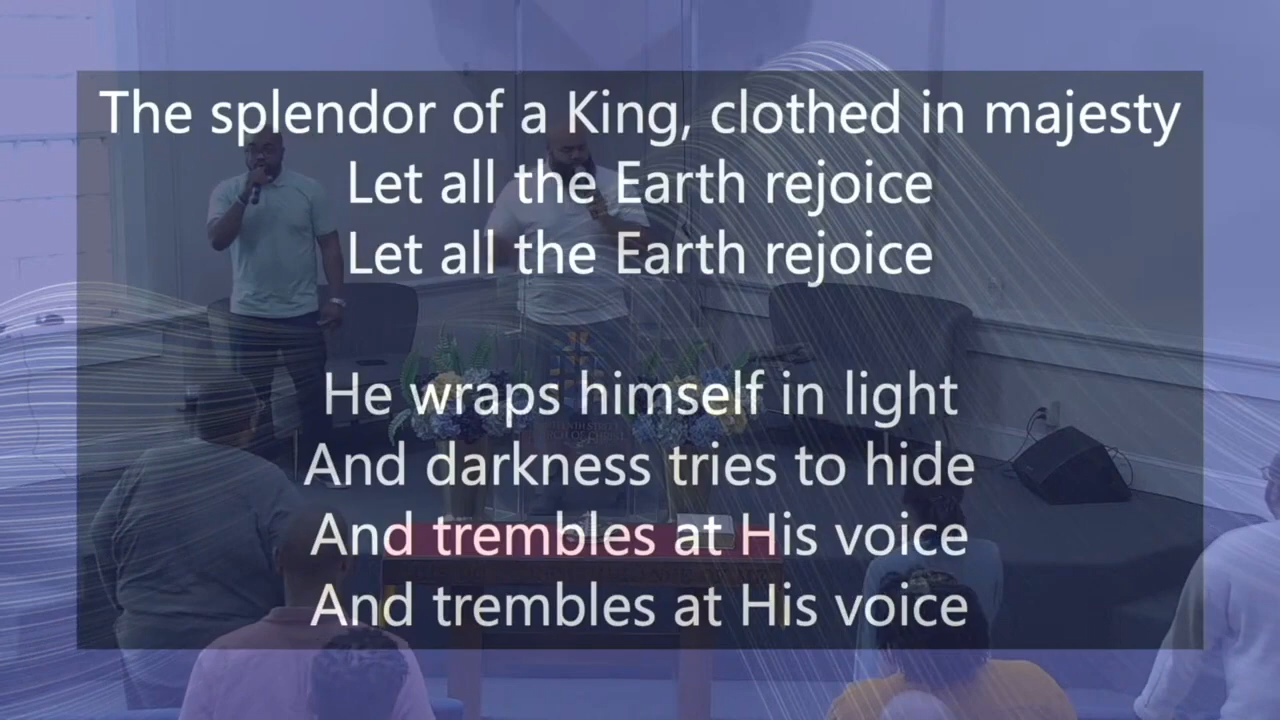 The splendor of a King, clothed in majesty
Let all the Earth rejoice
Let all the Earth rejoice
He wraps himself in light
And darkness tries to hide
And trembles at His voice
And trembles at His voice